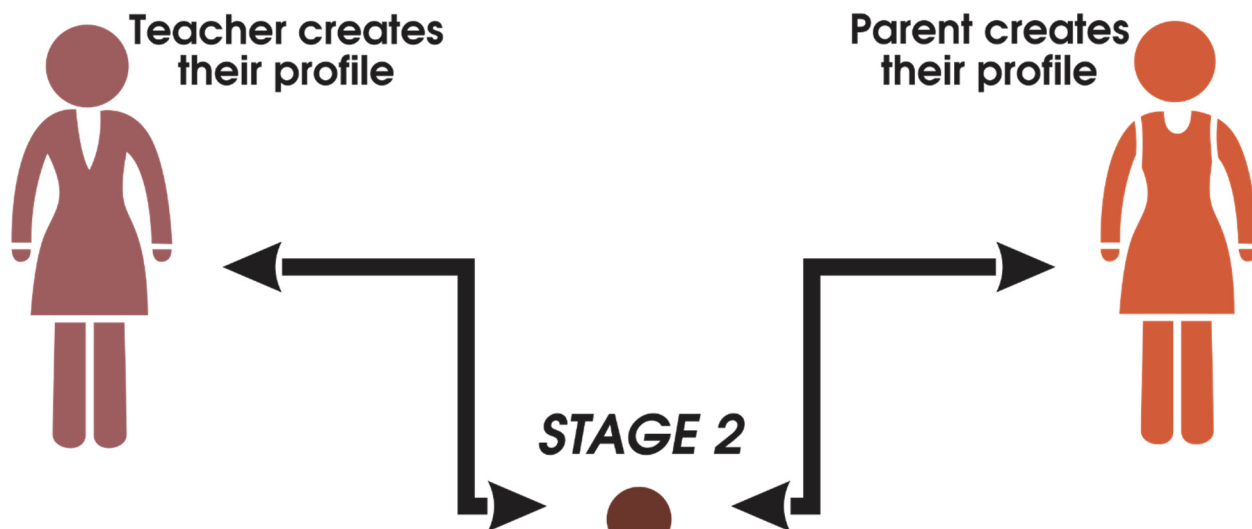 Teacher creates
their profile
Parent creates
their profile
STAGE 2